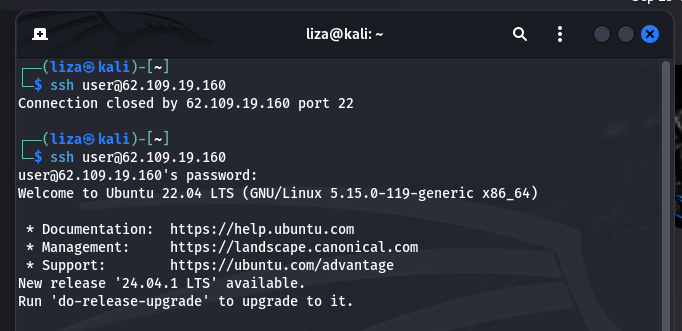 liza@kali: ~
┌──(liza㉿kali)-[~]
└─$ ssh user@62.109.19.160
Connection closed by 62.109.19.160 port 22
┌──(liza㉿kali)-[~]
└─$ ssh user@62.109.19.160
user@62.109.19.160's password:
Welcome to Ubuntu 22.04 LTS (GNU/Linux 5.15.0-119-generic x86_64)
* Documentation:  https://help.ubuntu.com
* Management:     https://landscape.canonical.com
* Support:        https://ubuntu.com/advantage
New release '24.04.1 LTS' available.
Run 'do-release-upgrade' to upgrade to it.